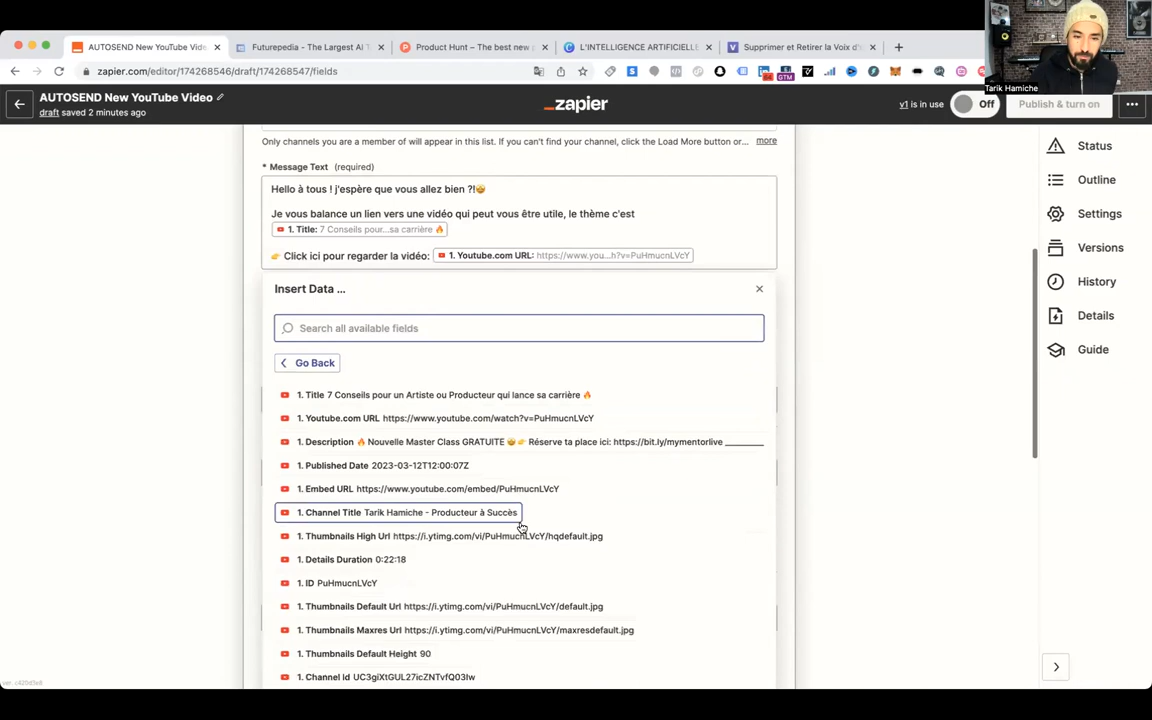 AUTOSEND New YouTube Vide
Futurepedia - The Largest AI T
Product Hunt – The best new p
L'INTELLIGENCE ARTIFICIELL
Supprimer et Retirer la Voix d'
zapier.com/editor/174268546/draft/174268547/fields
GTM
Tarik Hamiche
AUTOSEND New YouTube Video
draft saved 2 minutes ago
_zapier
v1 is in use
Off
Publish & turn on
Only channels you are a member of will appear in this list. If you can't find your channel, click the Load More button or...
more
* Message Text (required)
Hello à tous ! j'espère que vous allez bien ?!🤩
Je vous balance un lien vers une vidéo qui peut vous être utile, le thème c'est
1. Title: 7 Conseils pour...sa carrière 🔥
👉 Click ici pour regarder la vidéo: 1. Youtube.com URL: https://www.you...h?v=PuHmucnLVcY
Insert Data ...
Search all available fields
Go Back
1. Title 7 Conseils pour un Artiste ou Producteur qui lance sa carrière 🔥
1. Youtube.com URL https://www.youtube.com/watch?v=PuHmucnLVcY
1. Description 🔥 Nouvelle Master Class GRATUITE 🤩👉 Réserve ta place ici: https://bit.ly/mymentorlive ________
1. Published Date 2023-03-12T12:00:07Z
1. Embed URL https://www.youtube.com/embed/PuHmucnLVcY
1. Channel Title Tarik Hamiche - Producteur à Succès
1. Thumbnails High Url https://i.ytimg.com/vi/PuHmucnLVcY/hqdefault.jpg
1. Details Duration 0:22:18
1. ID PuHmucnLVcY
1. Thumbnails Default Url https://i.ytimg.com/vi/PuHmucnLVcY/default.jpg
1. Thumbnails Maxres Url https://i.ytimg.com/vi/PuHmucnLVcY/maxresdefault.jpg
1. Thumbnails Default Height 90
1. Channel Id UC3giXtGUL27icZNTvfQ03Iw
Status
Outline
Settings
Versions
History
Details
Guide